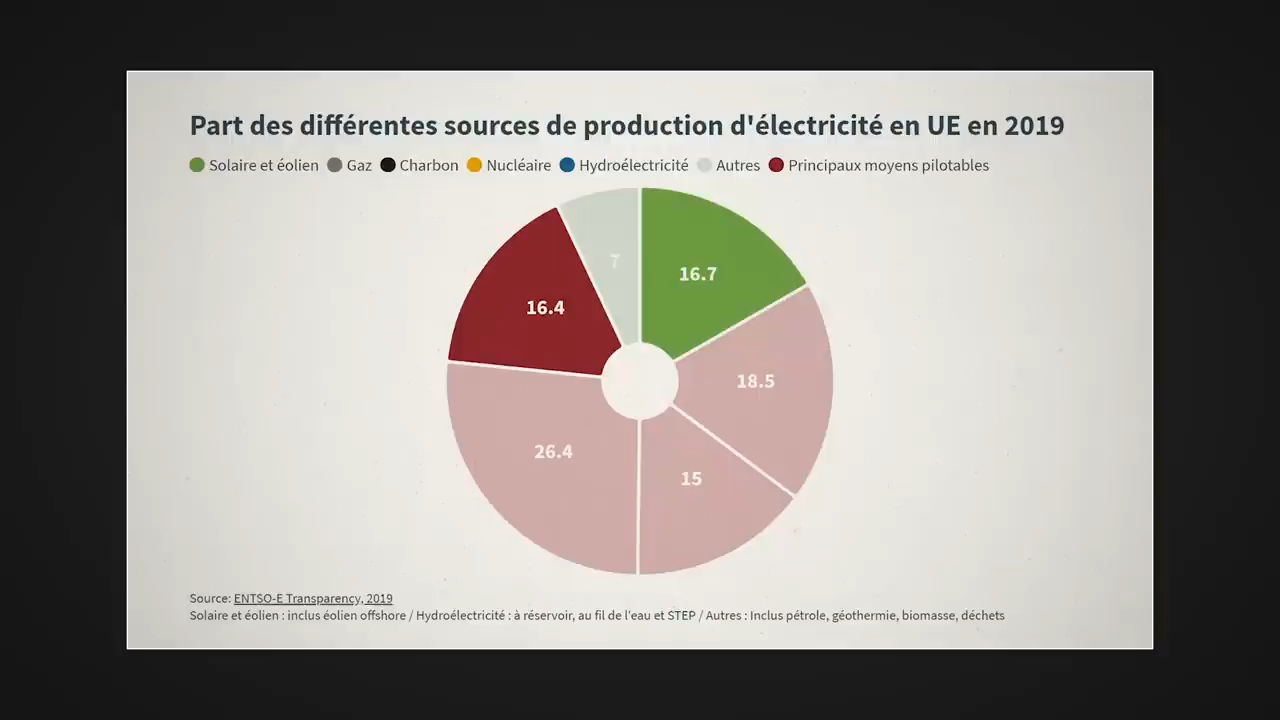 Part des différentes sources de production d'électricité en UE en 2019
Solaire et éolien Gaz Charbon Nucléaire Hydroélectricité Autres Principaux moyens pilotables
7
16.7
16.4
18.5
26.4
15
Source: ENTSO-E Transparency, 2019
Solaire et éolien : inclus éolien offshore / Hydroélectricité : à réservoir, au fil de l'eau et STEP / Autres : Inclus pétrole, géothermie, biomasse, déchets